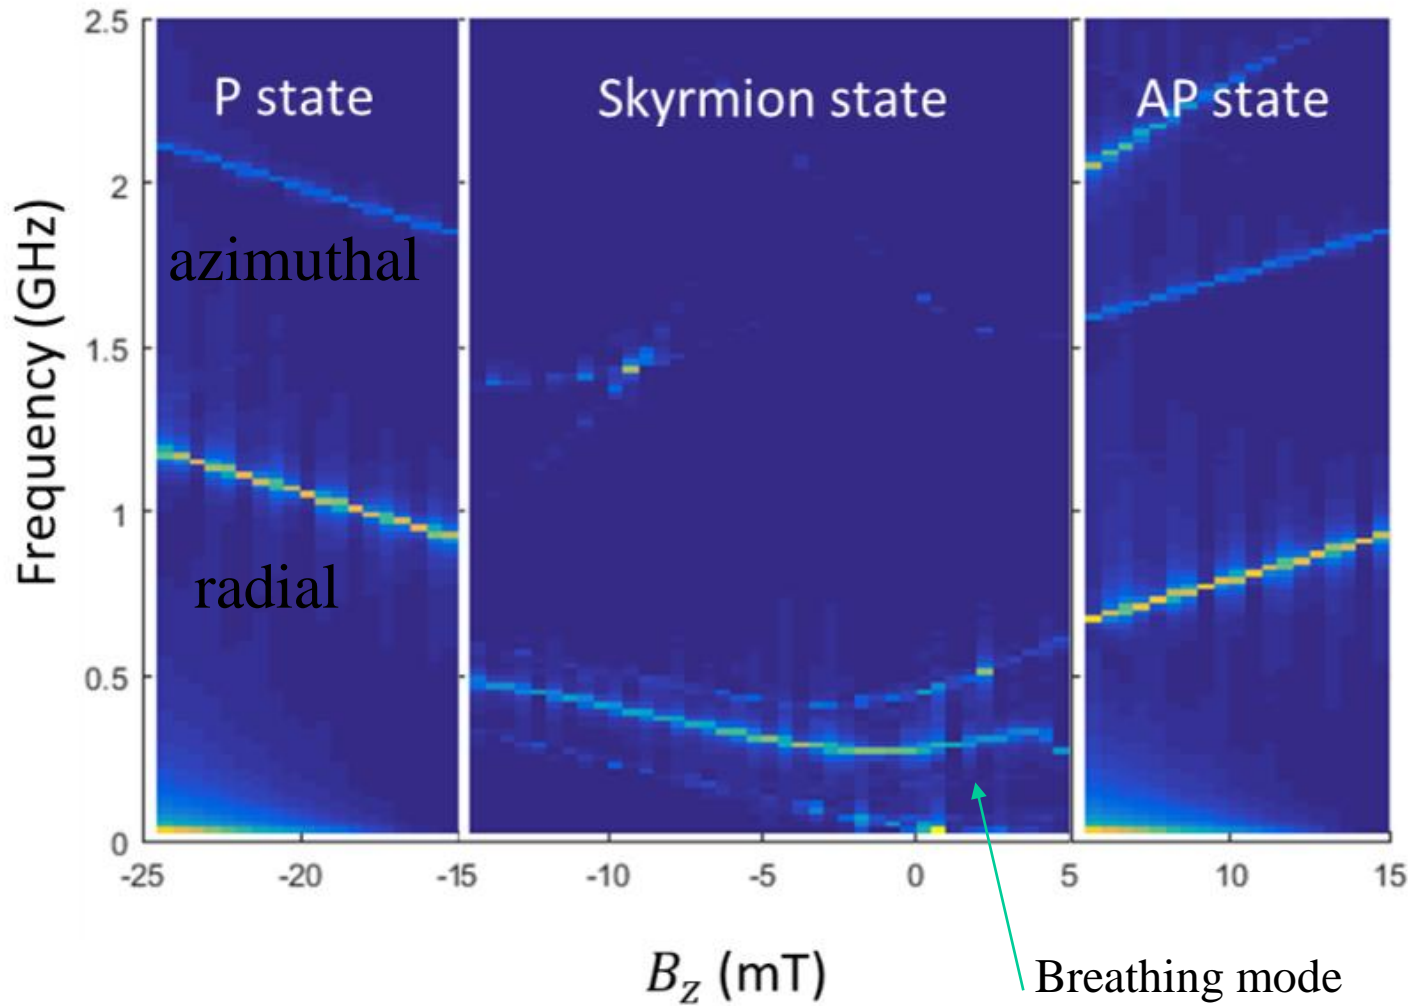 2.5
P state
Skyrmion state
AP state
2
azimuthal
1.5
Frequency (GHz)
1
radial
0.5
0
-25
-20
-15
-10
-5
0
5
10
15
B_z (mT)
Breathing mode